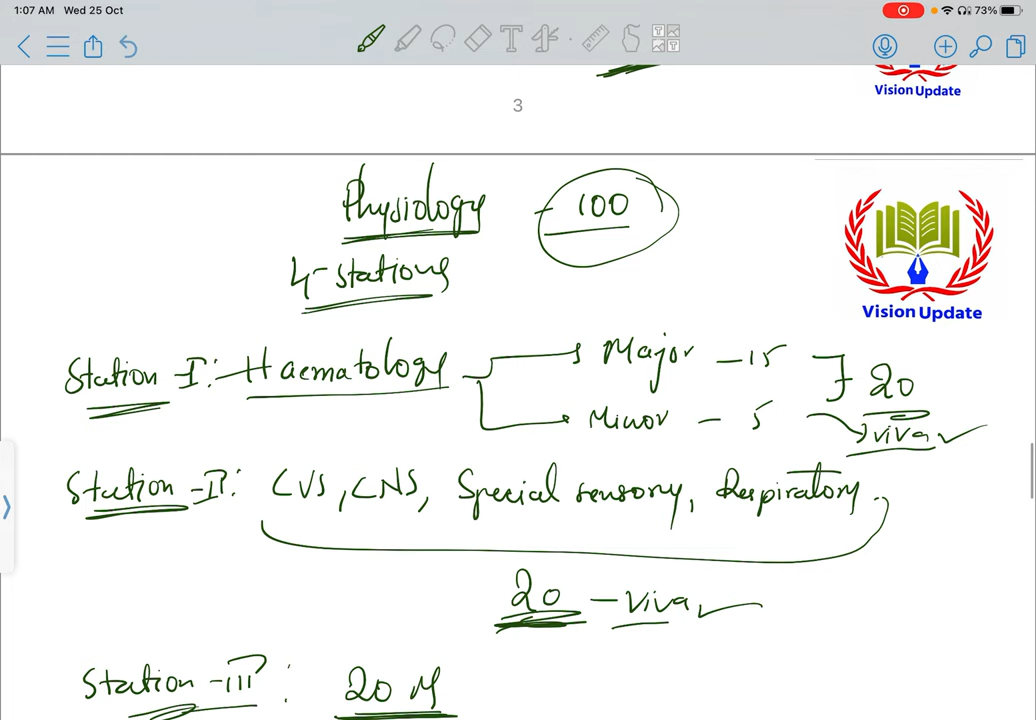 1:07 AM Wed 25 Oct
73%
Vision Update
3
Physiology - 100
4-stations
Vision Update
Station I:- Haematology
Major - 15
Minor - 5
20
viva
Station-II: CVS, CNS, Special sensory, Respiratory.
20 - viva
Station-III: 20 M